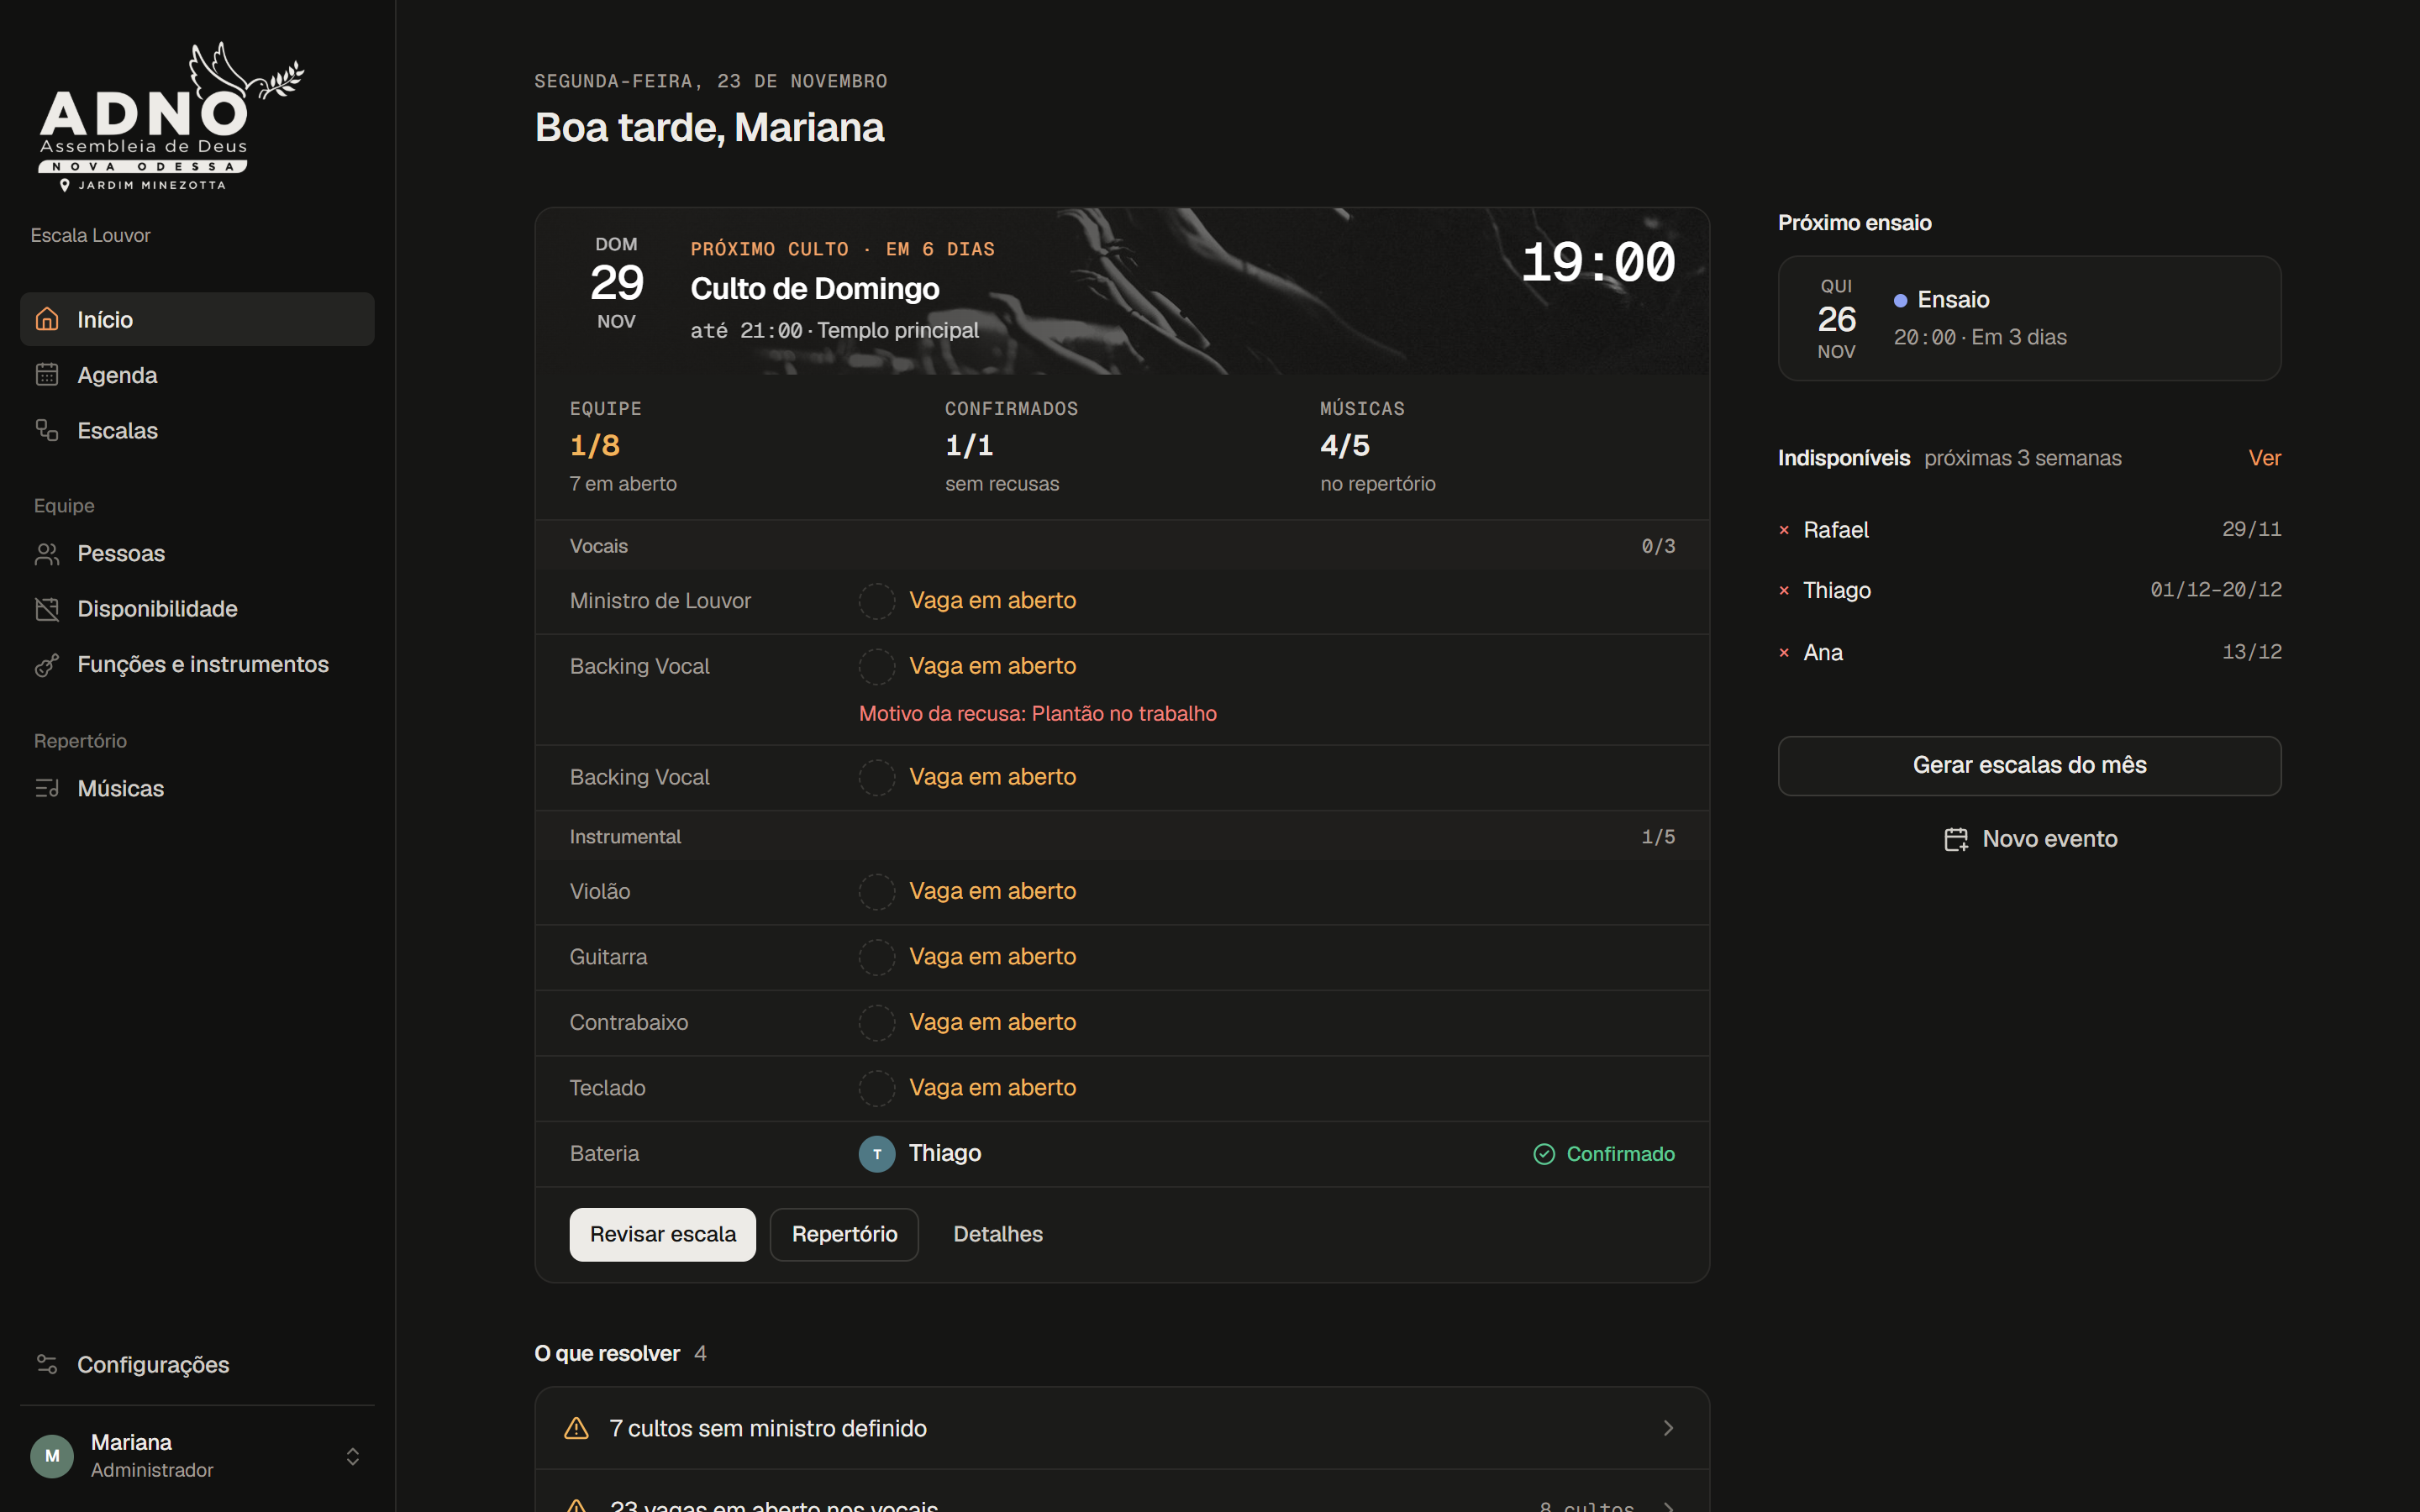 ADNO
Assembleia de Deus
NOVA ODESSA
JARDIM MINEZOTTA
Escala Louvor
Início
Agenda
Escalas
Equipe
Pessoas
Disponibilidade
Funções e instrumentos
Repertório
Músicas
Configurações
M
Mariana
Administrador
SEGUNDA-FEIRA, 23 DE NOVEMBRO
Boa tarde, Mariana
DOM
29
NOV
PRÓXIMO CULTO · EM 6 DIAS
Culto de Domingo
até 21:00 · Templo principal
19:00
EQUIPE
1/8
7 em aberto
CONFIRMADOS
1/1
sem recusas
MÚSICAS
4/5
no repertório
Vocais 0/3
Ministro de Louvor Vaga em aberto
Backing Vocal Vaga em aberto
Motivo da recusa: Plantão no trabalho
Backing Vocal Vaga em aberto
Instrumental 1/5
Violão Vaga em aberto
Guitarra Vaga em aberto
Contrabaixo Vaga em aberto
Teclado Vaga em aberto
Bateria T Thiago Confirmado
Revisar escala Repertório Detalhes
O que resolver 4
7 cultos sem ministro definido
23 vagas em aberto nos vocais 8 cultos
Próximo ensaio
QUI
26
NOV
Ensaio
20:00 · Em 3 dias
Indisponíveis próximas 3 semanas Ver
× Rafael 29/11
× Thiago 01/12–20/12
× Ana 13/12
Gerar escalas do mês
Novo evento